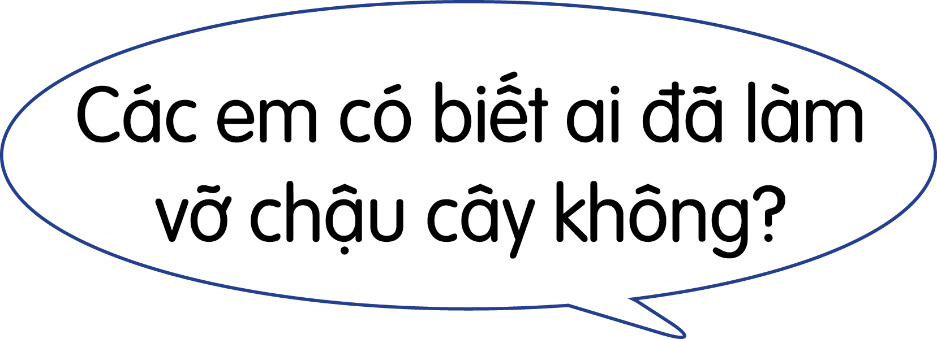 Các em có biết ai đã làm
vỡ chậu cây không?